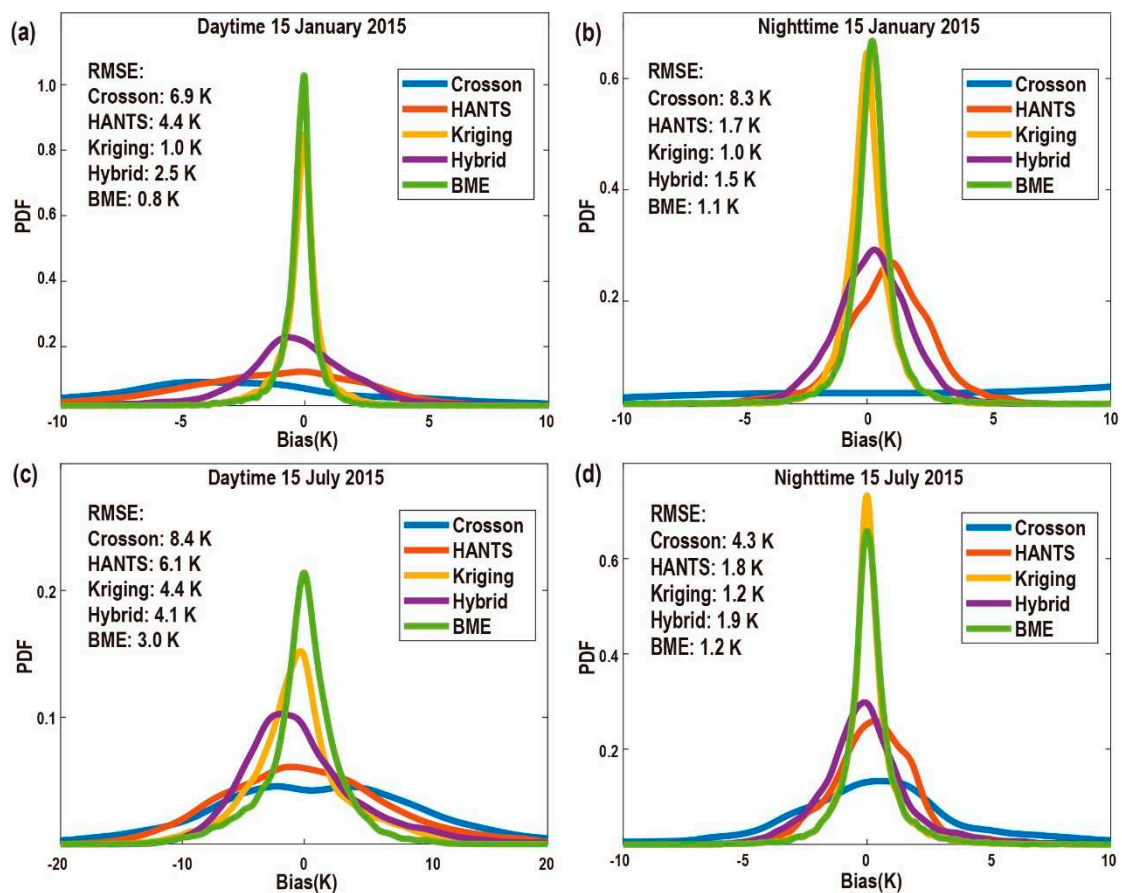 (a)
Daytime 15 January 2015
RMSE:
Crosson: 6.9 K
HANTS: 4.4 K
Kriging: 1.0 K
Hybrid: 2.5 K
BME: 0.8 K
Crosson
HANTS
Kriging
Hybrid
BME
PDF
1.0
0.8
0.6
0.4
0.2
-10
-5
0
5
10
Bias(K)
(b)
Nighttime 15 January 2015
RMSE:
Crosson: 8.3 K
HANTS: 1.7 K
Kriging: 1.0 K
Hybrid: 1.5 K
BME: 1.1 K
Crosson
HANTS
Kriging
Hybrid
BME
PDF
0.6
0.4
0.2
-10
-5
0
5
10
Bias(K)
(c)
Daytime 15 July 2015
RMSE:
Crosson: 8.4 K
HANTS: 6.1 K
Kriging: 4.4 K
Hybrid: 4.1 K
BME: 3.0 K
Crosson
HANTS
Kriging
Hybrid
BME
PDF
0.2
0.1
-20
-10
0
10
20
Bias(K)
(d)
Nighttime 15 July 2015
RMSE:
Crosson: 4.3 K
HANTS: 1.8 K
Kriging: 1.2 K
Hybrid: 1.9 K
BME: 1.2 K
Crosson
HANTS
Kriging
Hybrid
BME
PDF
0.6
0.4
0.2
-10
-5
0
5
10
Bias(K)